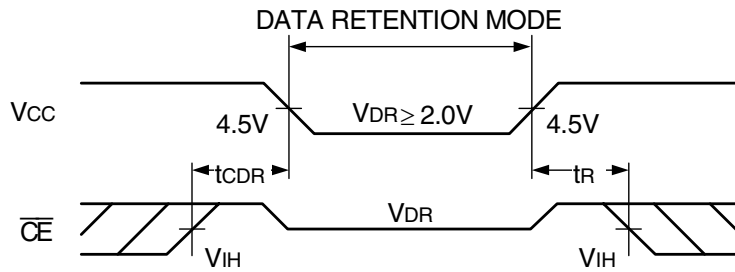 DATA RETENTION MODE
VCC
4.5V
VDR ≥ 2.0V
4.5V
tCDR
tR
CE
VDR
VIH
VIH